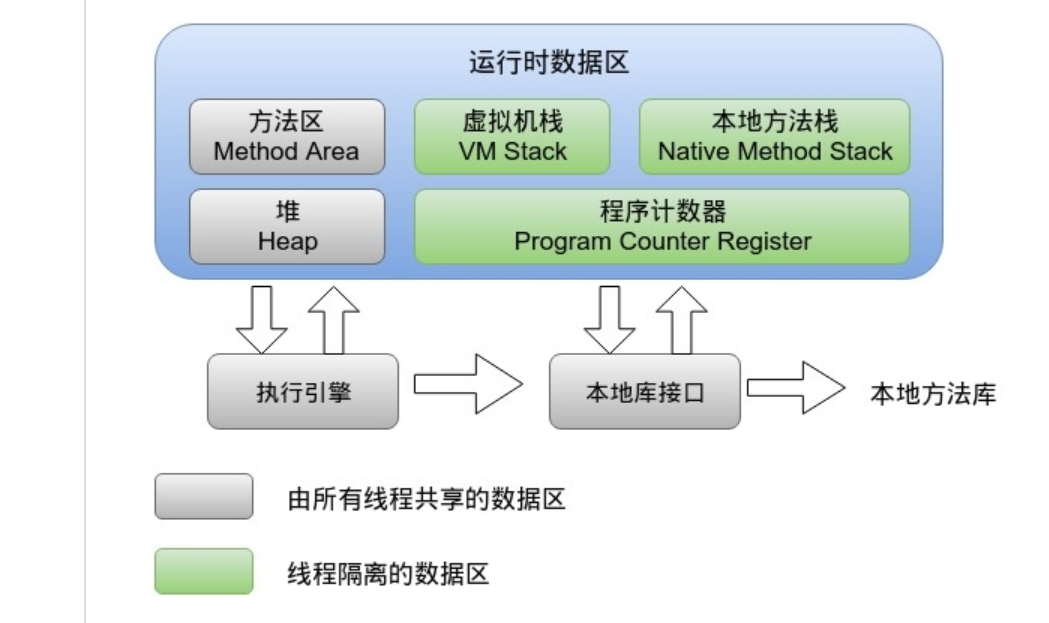 运行时数据区
方法区
Method Area
虚拟机栈
VM Stack
本地方法栈
Native Method Stack
堆
Heap
程序计数器
Program Counter Register
执行引擎
本地库接口
本地方法库
由所有线程共享的数据区
线程隔离的数据区